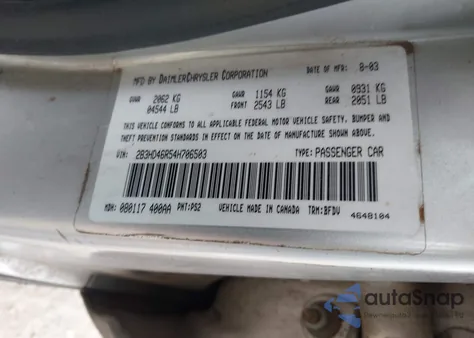 MFD BY DAIMLERCHRYSLER CORPORATION DATE OF MFR: 8-03
GVWR 2062 KG GAWR 1154 KG GAWR 0931 KG
04544 LB FRONT 2543 LB REAR 2051 LB
THIS VEHICLE CONFORMS TO ALL APPLICABLE FEDERAL MOTOR VEHICLE SAFETY, BUMPER AND
THEFT PREVENTION STANDARDS IN EFFECT ON THE DATE OF MANUFACTURE SHOWN ABOVE.
VIN: 2B3HD46R54H706503 TYPE: PASSENGER CAR
MDH: 080117 400AA PNT: PS2 VEHICLE MADE IN CANADA TRM: BFDV
4648104
autoSnap